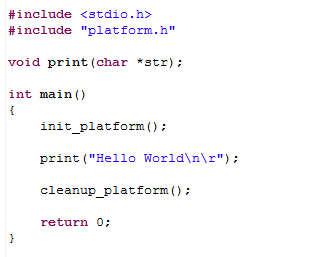 #include <stdio.h>
#include "platform.h"
void print(char *str);
int main()
{
init_platform();
print("Hello World\n\r");
cleanup_platform();
return 0;
}